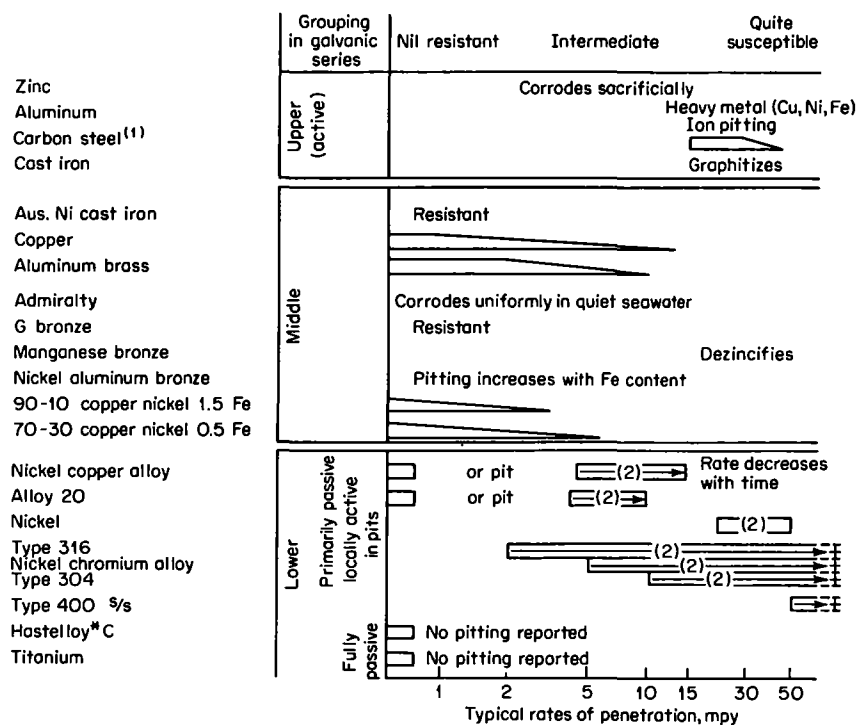 Grouping in galvanic series
Nil resistant
Intermediate
Quite susceptible
Upper (active)
Zinc
Corrodes sacrificially
Aluminum
Heavy metal (Cu, Ni, Fe)
Ion pitting
Carbon steel(1)
Cast iron
Graphitizes
Middle
Aus. Ni cast iron
Resistant
Copper
Aluminum brass
Admiralty
Corrodes uniformly in quiet seawater
G bronze
Resistant
Manganese bronze
Dezincifies
Nickel aluminum bronze
Pitting increases with Fe content
90-10 copper nickel 1.5 Fe
70-30 copper nickel 0.5 Fe
Lower
Primarily passive locally active in pits
Nickel copper alloy
or pit
(2)
Rate decreases with time
Alloy 20
or pit
(2)
Nickel
(2)
Type 316
(2)
Nickel chromium alloy
(2)
Type 304
(2)
Type 400 s/s
Fully passive
Hastelloy*C
No pitting reported
Titanium
No pitting reported
1 2 5 10 15 30 50
Typical rates of penetration, mpy